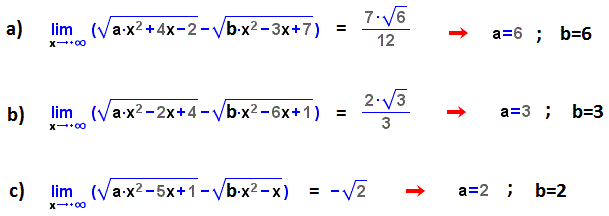 a) lim x→+∞ (√(a·x²+4x−2) − √(b·x²−3x+7)) = 7·√6/12 → a=6 ; b=6
b) lim x→+∞ (√(a·x²−2x+4) − √(b·x²−6x+1)) = 2·√3/3 → a=3 ; b=3
c) lim x→+∞ (√(a·x²−5x+1) − √(b·x²−x)) = −√2 → a=2 ; b=2